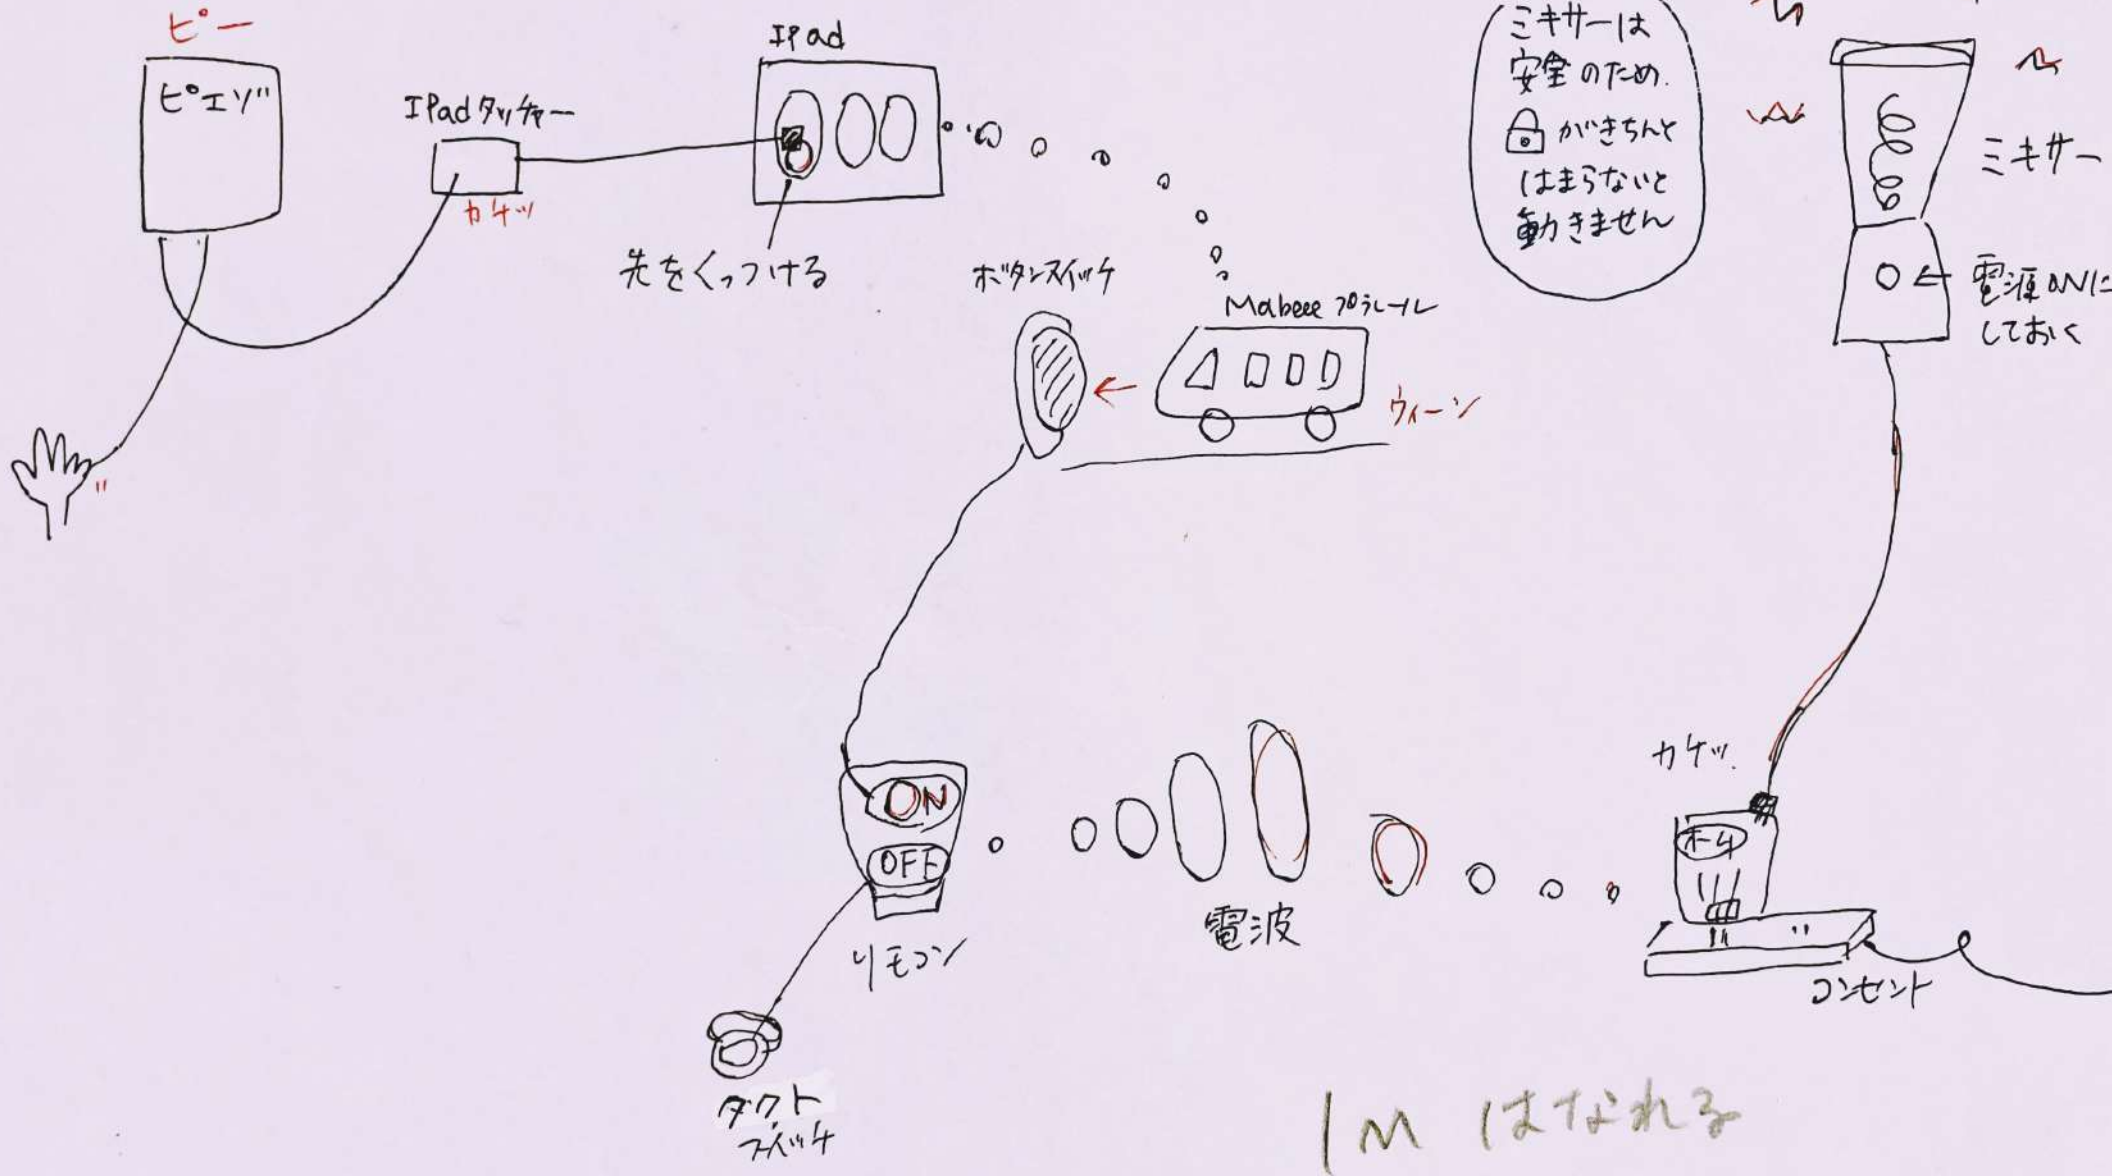 ピー
ピエゾ
IPadタッチャー
カチッ
IPad
先をくっつける
ボタンスイッチ
Mabeee プラレール
ウィーン
ミキサーは
安全のため.
がきちんと
はまらないと
動きません
ミキサー
電源ONに
しておく
ON
OFF
リモコン
タクト
スイッチ
電波
カチッ.
コンセント
1M はなれる